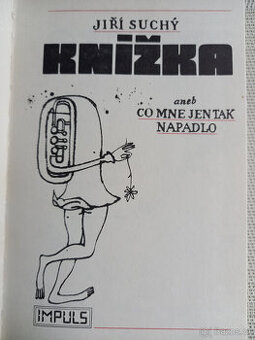 JIŘÍ SUCHÝ
KNÍŽKA
aneb
CO MNE JEN TAK
NAPADLO
IMPULS